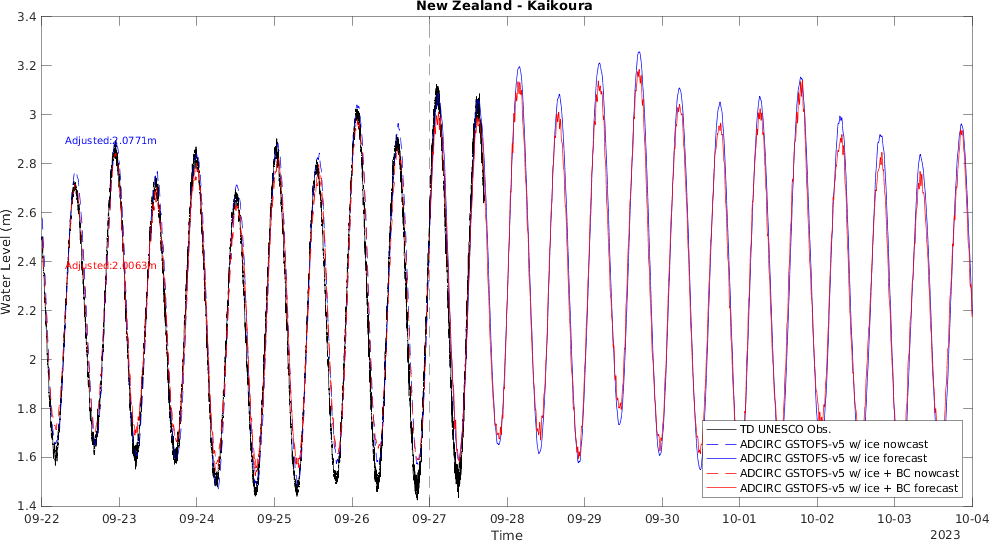 New Zealand - Kaikoura
3.4
3.2
3
2.8
2.6
2.4
2.2
2
1.8
1.6
1.4
Water Level (m)
Adjusted:2.0771m
Adjusted:2.0063m
TD UNESCO Obs.
ADCIRC GSTOFS-v5 w/ ice nowcast
ADCIRC GSTOFS-v5 w/ ice forecast
ADCIRC GSTOFS-v5 w/ ice + BC nowcast
ADCIRC GSTOFS-v5 w/ ice + BC forecast
09-22 09-23 09-24 09-25 09-26 09-27 09-28 09-29 09-30 10-01 10-02 10-03 10-04
Time
2023